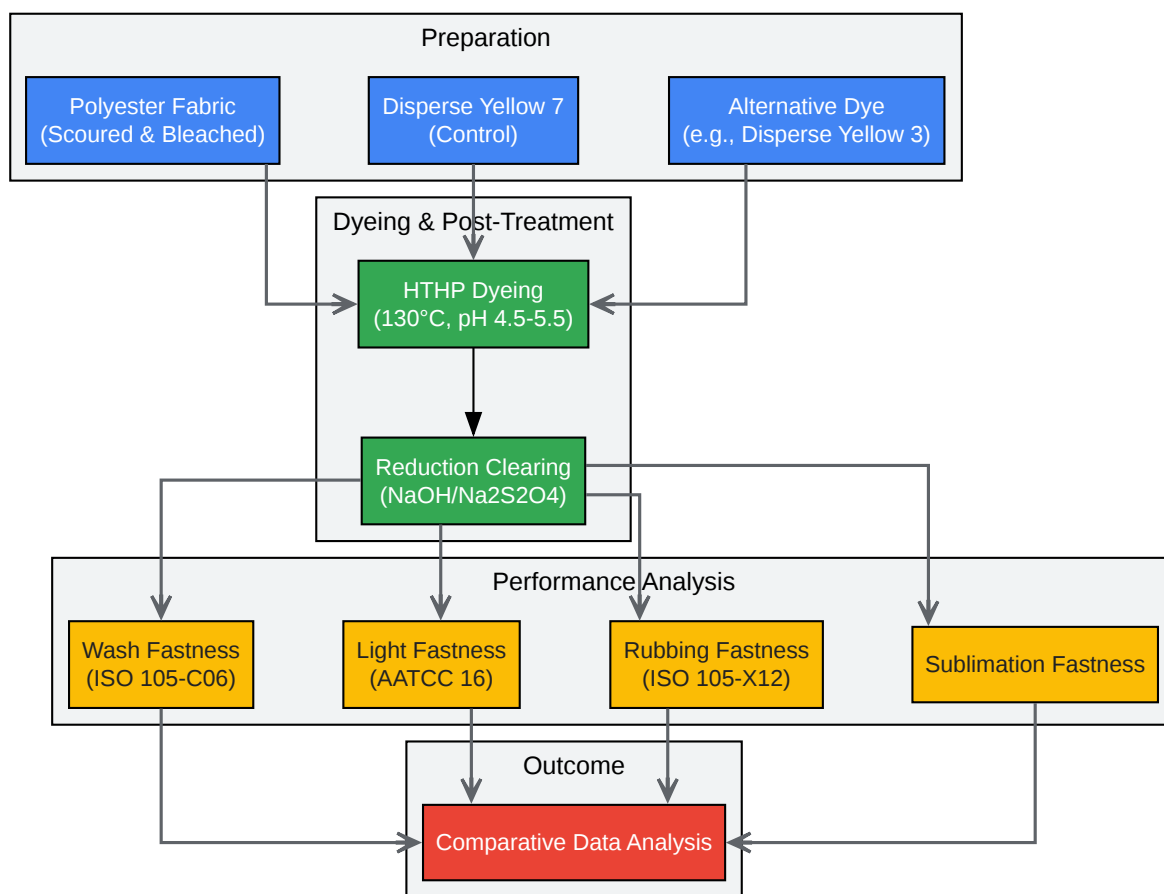 Preparation
Polyester Fabric
(Scoured & Bleached)
Disperse Yellow 7
(Control)
Alternative Dye
(e.g., Disperse Yellow 3)
Dyeing & Post-Treatment
HTHP Dyeing
(130°C, pH 4.5-5.5)
Reduction Clearing
(NaOH/Na2S2O4)
Performance Analysis
Wash Fastness
(ISO 105-C06)
Light Fastness
(AATCC 16)
Rubbing Fastness
(ISO 105-X12)
Sublimation Fastness
Outcome
Comparative Data Analysis